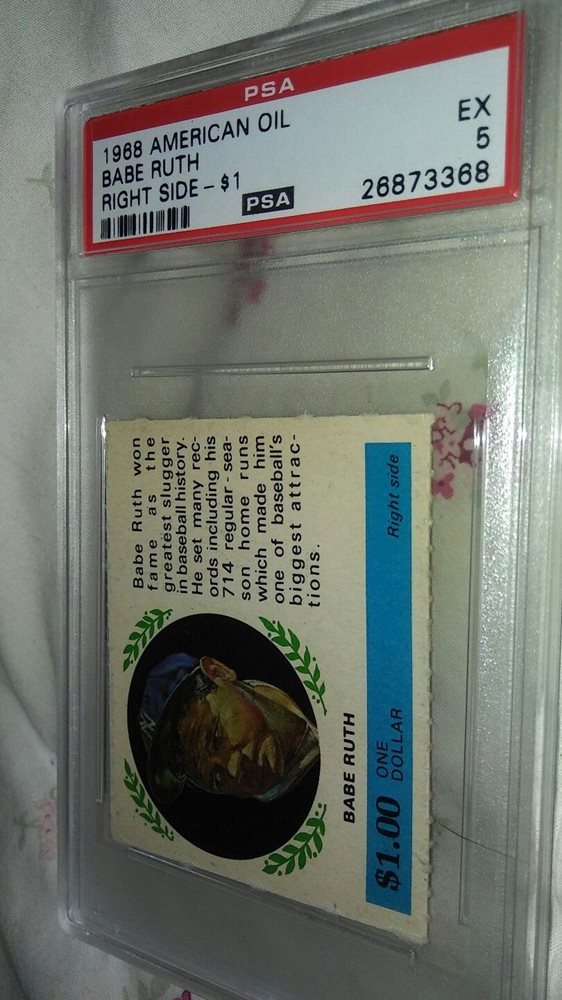 PSA
1968 AMERICAN OIL
BABE RUTH
RIGHT SIDE - $1
PSA
EX
5
26873368
Babe Ruth won
fame as the
greatest slugger
in baseball history.
He set many rec-
ords including his
714 regular-sea-
son home runs
which made him
one of baseball's
biggest attrac-
tions.
BABE RUTH
$1.00 ONE
DOLLAR
Right side